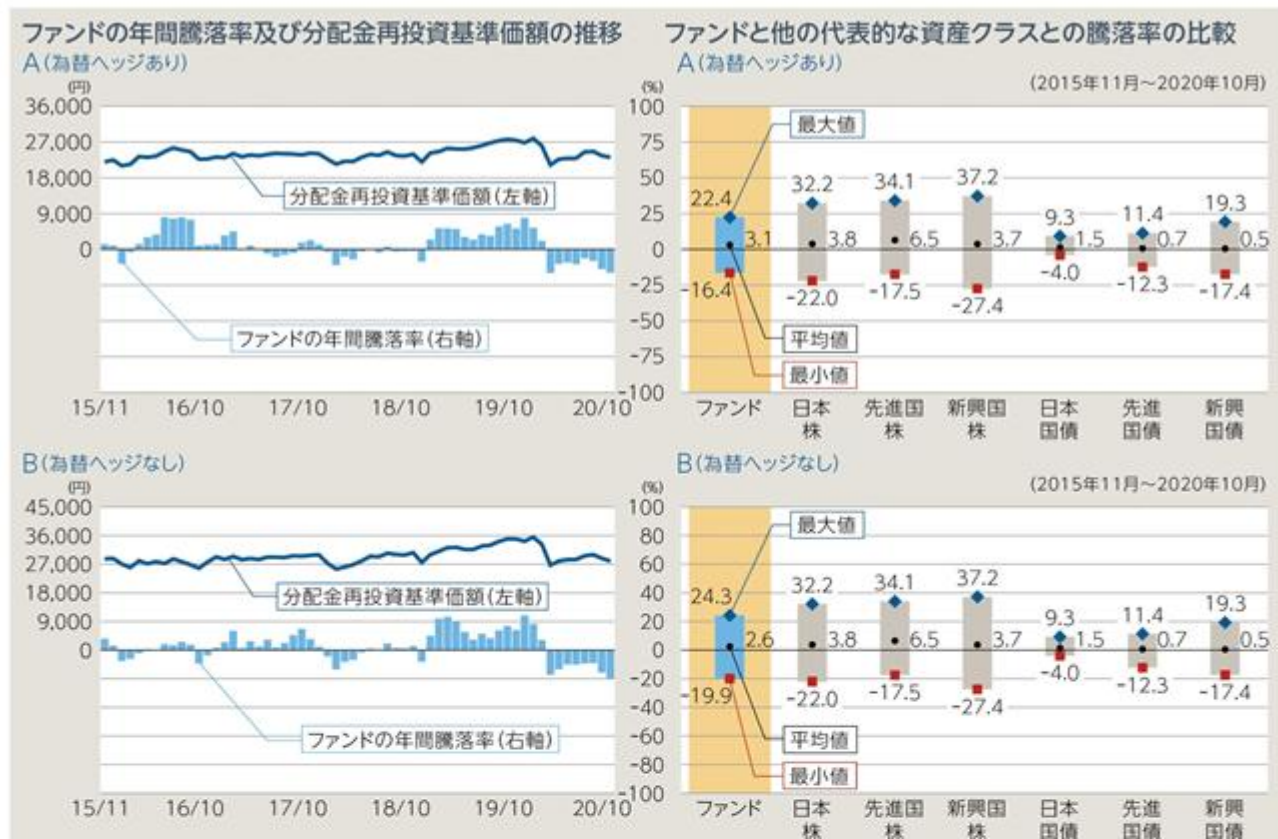 ファンドの年間騰落率及び分配金再投資基準価額の推移
A(為替ヘッジあり)
(円)
36,000
27,000
18,000
9,000
0
分配金再投資基準価額(左軸)
ファンドの年間騰落率(右軸)
15/11 16/10 17/10 18/10 19/10 20/10
(%)
100
75
50
25
0
-25
-50
-75
-100
ファンドと他の代表的な資産クラスとの騰落率の比較
A(為替ヘッジあり)
(2015年11月～2020年10月)
最大値
22.4 32.2 34.1 37.2 9.3 11.4 19.3
3.1 3.8 6.5 3.7 1.5 0.7 0.5
-16.4 -22.0 -17.5 -27.4 -4.0 -12.3 -17.4
平均値
最小値
ファンド 日本 先進国 新興国 日本 先進 新興
株 株 株 国債 国債 国債
B(為替ヘッジなし)
(円)
45,000
36,000
27,000
18,000
9,000
0
分配金再投資基準価額(左軸)
ファンドの年間騰落率(右軸)
15/11 16/10 17/10 18/10 19/10 20/10
(%)
100
80
60
40
20
0
-20
-40
-60
-80
-100
B(為替ヘッジなし)
(2015年11月～2020年10月)
最大値
24.3 32.2 34.1 37.2 9.3 11.4 19.3
2.6 3.8 6.5 3.7 1.5 0.7 0.5
-19.9 -22.0 -17.5 -27.4 -4.0 -12.3 -17.4
平均値
最小値
ファンド 日本 先進国 新興国 日本 先進 新興
株 株 株 国債 国債 国債